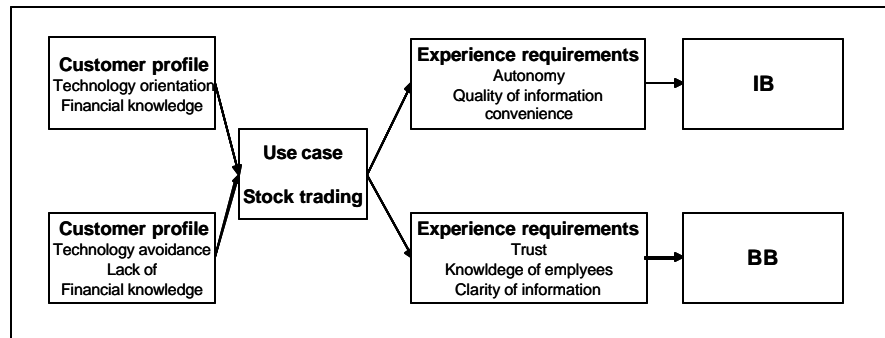 Customer profile
Technology orientation
Financial knowledge
Customer profile
Technology avoidance
Lack of
Financial knowledge
Use case
Stock trading
Experience requirements
Autonomy
Quality of information
convenience
IB
Experience requirements
Trust
Knowldege of emplyees
Clarity of information
BB